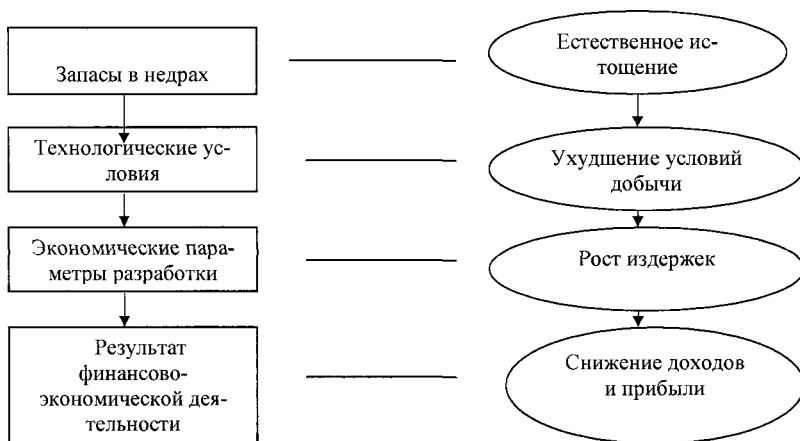 Запасы в недрах
Естественное ис-
тощение
Технологические ус-
ловия
Ухудшение условий
добычи
Экономические пара-
метры разработки
Рост издержек
Результат
финансово-
экономической дея-
тельности
Снижение доходов
и прибыли